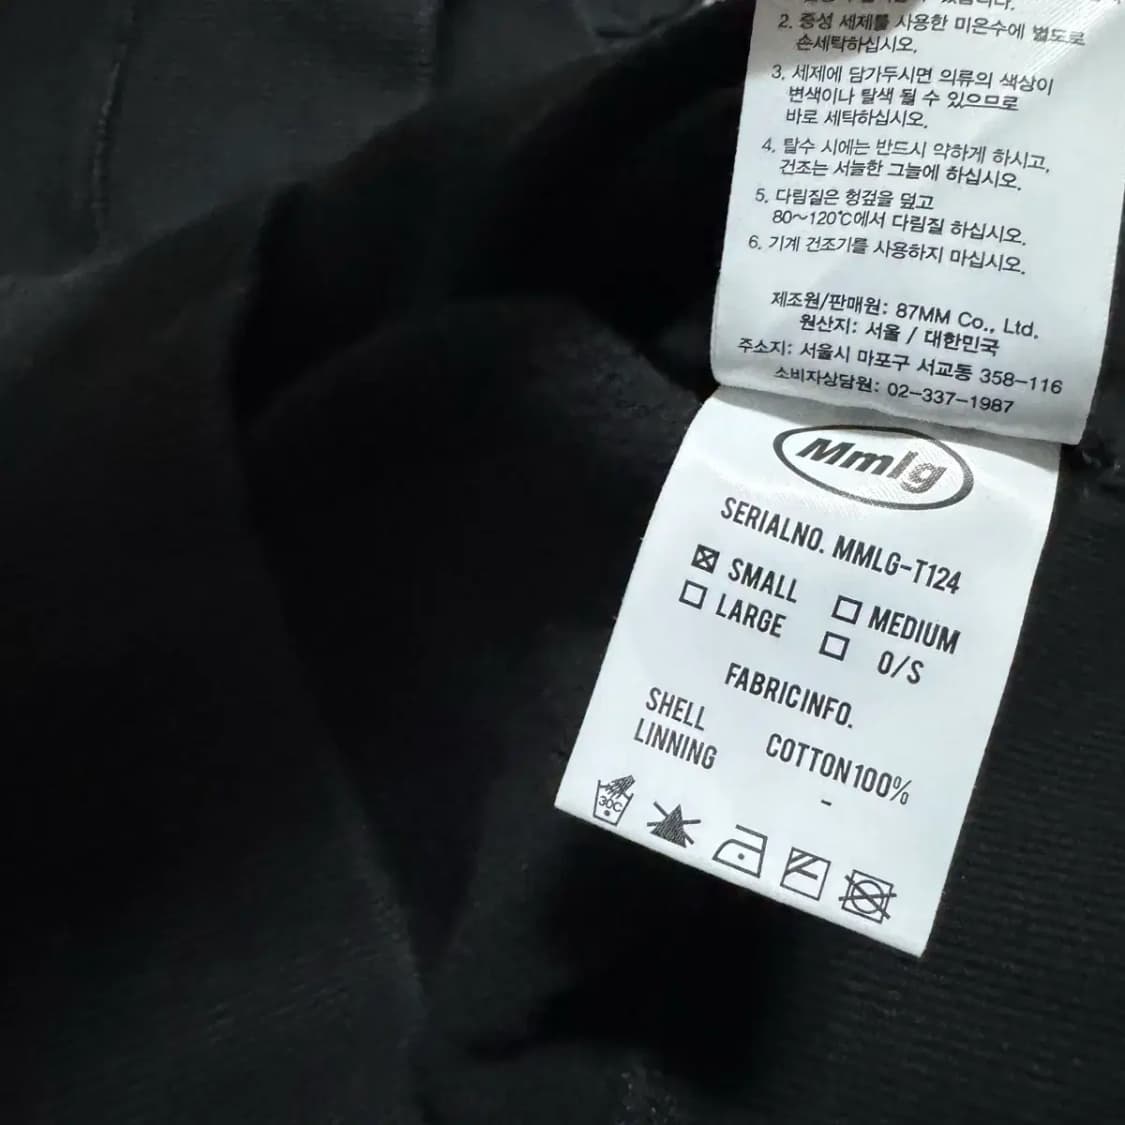 2. 중성 세제를 사용한 미온수에 별도로
손세탁하십시오.
3. 세제에 담가두시면 의류의 색상이
변색이나 탈색 될 수 있으므로
바로 세탁하십시오.
4. 탈수 시에는 반드시 약하게 하시고,
건조는 서늘한 그늘에 하십시오.
5. 다림질은 헝겊을 덮고
80~120℃에서 다림질 하십시오.
6. 기계 건조기를 사용하지 마십시오.
제조원/판매원: 87MM Co., Ltd.
원산지: 서울 / 대한민국
주소지: 서울시 마포구 서교동 358-116
소비자상담원: 02-337-1987
Mmlg
SERIALNO. MMLG-T124
☒ SMALL □ MEDIUM
□ LARGE □ O/S
FABRICINFO.
SHELL COTTON100%
LINNING -
30C